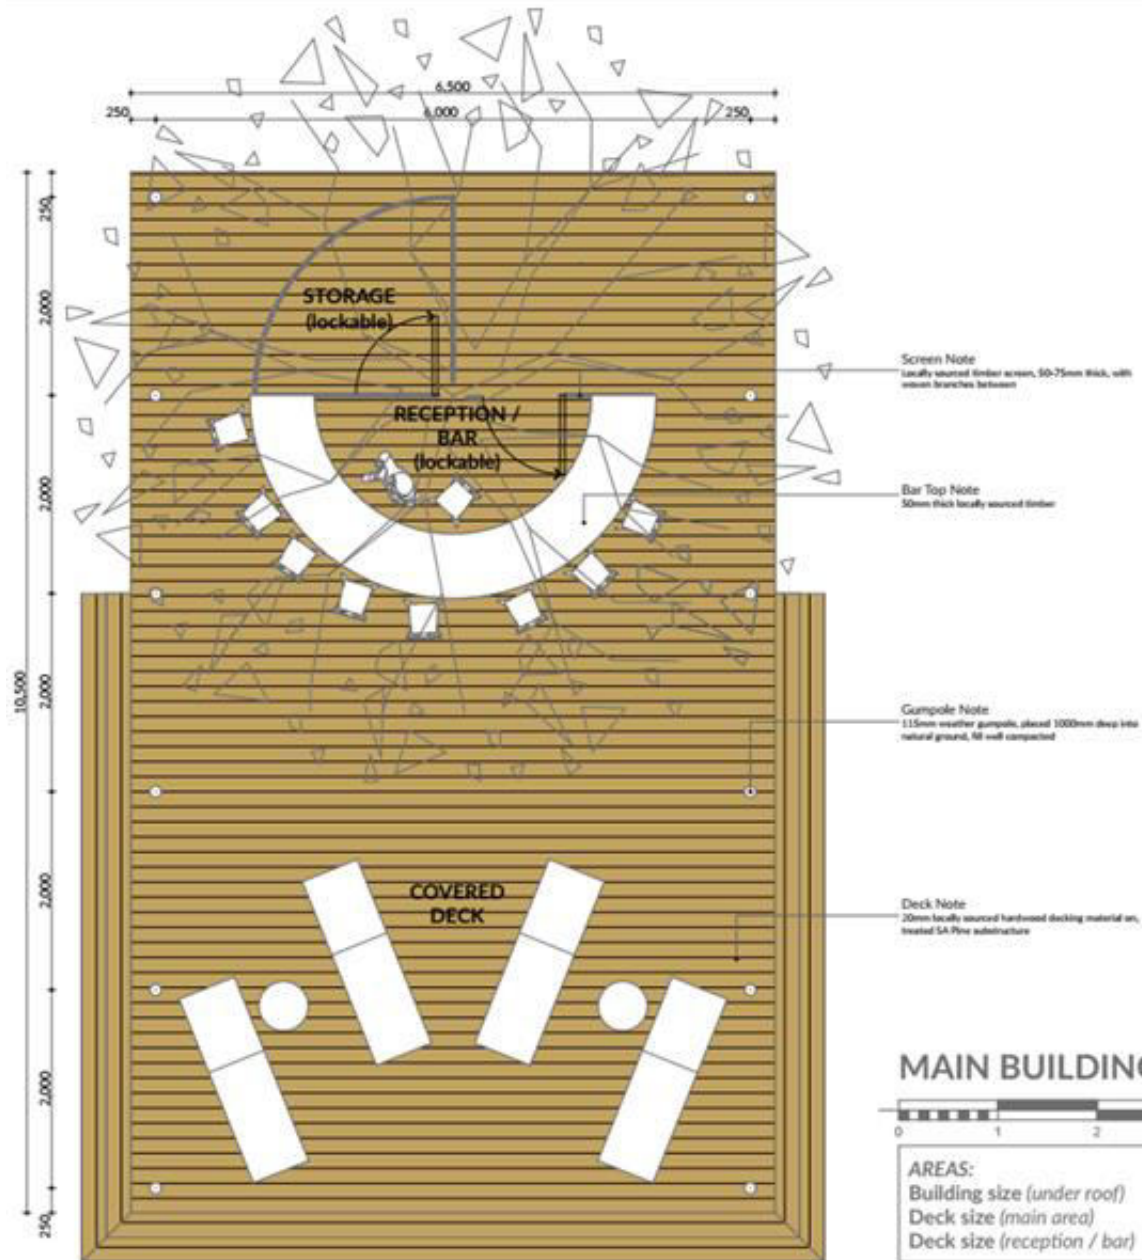 6,500
250
6,000
250
250
2,000
2,000
2,000
2,000
2,000
250
10,500
STORAGE
(lockable)
RECEPTION /
BAR
(lockable)
COVERED
DECK
Screen Note
Locally sourced timber screen, 50-75mm thick, with
woven branches between
Bar Top Note
50mm thick locally sourced timber
Gumpole Note
115mm weather gumpole, placed 1000mm deep into
natural ground, fill well compacted
Deck Note
20mm locally sourced hardwood decking material on,
treated SA Pine substructure
MAIN BUILDING
0 1 2
AREAS:
Building size (under roof)
Deck size (main area)
Deck size (reception / bar)